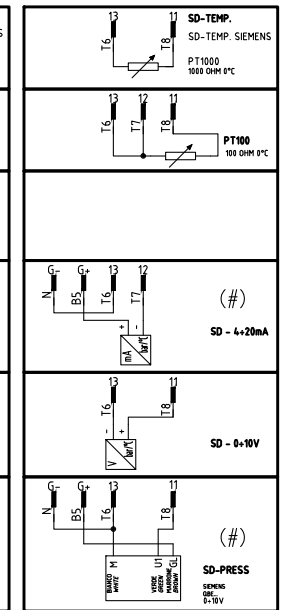 S
13
11
SD-TEMP.
T6
T8
SD-TEMP. SIEMENS
PT1000
1000 OHM 0°C
13
12
11
T6
T7
T8
PT100
100 OHM 0°C
G-
G+
13
12
N
B5
T6
T7
(#)
+
-
mA
bar/°C
SD - 4÷20mA
13
11
T6
T8
-
+
V
bar/°C
SD - 0÷10V
G-
G+
13
11
N
B5
T6
T8
(#)
M
U1
GL
BIANCO
WHITE
VERDE
GREEN
MARRONE
BROWN
SD-PRESS
SIEMENS
QBE...
0÷10V